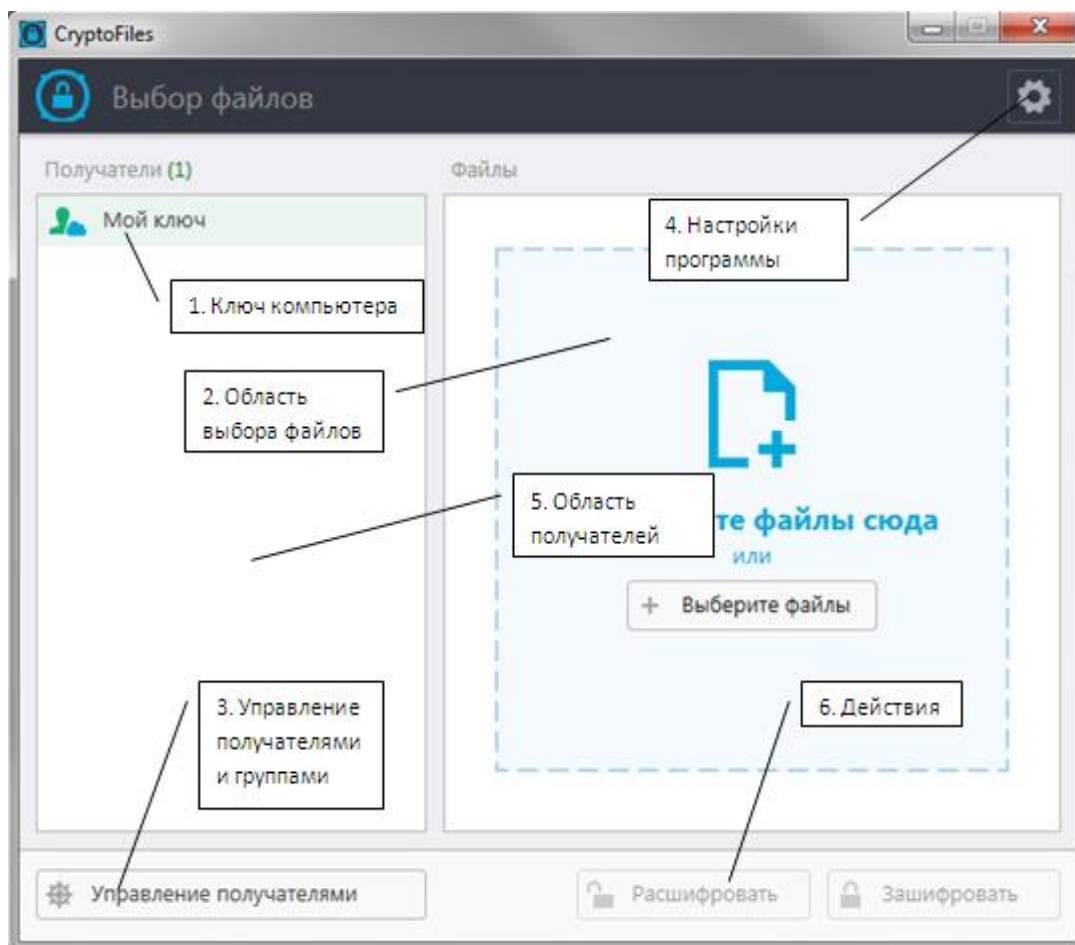 CryptoFiles
Выбор файлов
Получатели (1)
Файлы
Мой ключ
4. Настройки
программы
1. Ключ компьютера
2. Область
выбора файлов
5. Область
получателей
те файлы сюда
или
+ Выберите файлы
3. Управление
получателями
и группами
6. Действия
Управление получателями
Расшифровать
Зашифровать